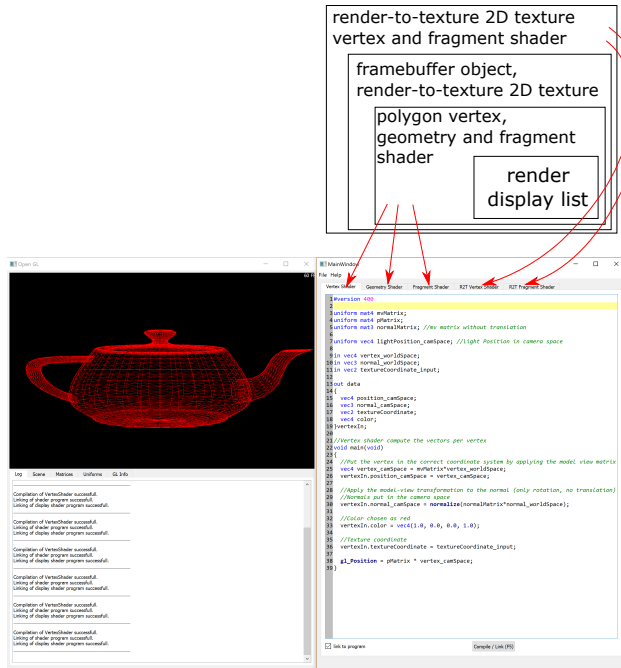 render-to-texture 2D texture
vertex and fragment shader
framebuffer object,
render-to-texture 2D texture
polygon vertex,
geometry and fragment
shader
render
display list
Open GL
60 F
Log Scene Matrices Uniforms GL Info
Compilation of VertexShader successfull.
Linking of shader program successfull.
Linking of display shader program successfull.
Compilation of VertexShader successfull.
Linking of shader program successfull.
Linking of display shader program successfull.
Compilation of VertexShader successfull.
Linking of shader program successfull.
Linking of display shader program successfull.
Compilation of VertexShader successfull.
Linking of shader program successfull.
Linking of display shader program successfull.
Compilation of VertexShader successfull.
Linking of shader program successfull.
Linking of display shader program successfull.
Compilation of VertexShader successfull.
Linking of shader program successfull.
Linking of display shader program successfull.
MainWindow
File Help
Vertex Shader Geometry Shader Fragment Shader R2T Vertex Shader R2T Fragment Shader
1 #version 400
2
3 uniform mat4 mvMatrix;
4 uniform mat4 pMatrix;
5 uniform mat3 normalMatrix; //mv matrix without translation
6
7 uniform vec4 lightPosition_camSpace; //light Position in camera space
8
9 in vec4 vertex_worldSpace;
10 in vec3 normal_worldSpace;
11 in vec2 textureCoordinate_input;
12
13 out data
14 {
15 vec4 position_camSpace;
16 vec3 normal_camSpace;
17 vec2 textureCoordinate;
18 vec4 color;
19 }vertexIn;
20
21 //Vertex shader compute the vectors per vertex
22 void main(void)
23 {
24 //Put the vertex in the correct coordinate system by applying the model view matrix
25 vec4 vertex_camSpace = mvMatrix*vertex_worldSpace;
26 vertexIn.position_camSpace = vertex_camSpace;
27
28 //Apply the model-view transformation to the normal (only rotation, no translation)
29 //Normals put in the camera space
30 vertexIn.normal_camSpace = normalize(normalMatrix*normal_worldSpace);
31
32 //Color chosen as red
33 vertexIn.color = vec4(1.0, 0.0, 0.0, 1.0);
34
35 //Texture coordinate
36 vertexIn.textureCoordinate = textureCoordinate_input;
37
38 gl_Position = pMatrix * vertex_camSpace;
39 }
link to program
Compile / Link (F5)